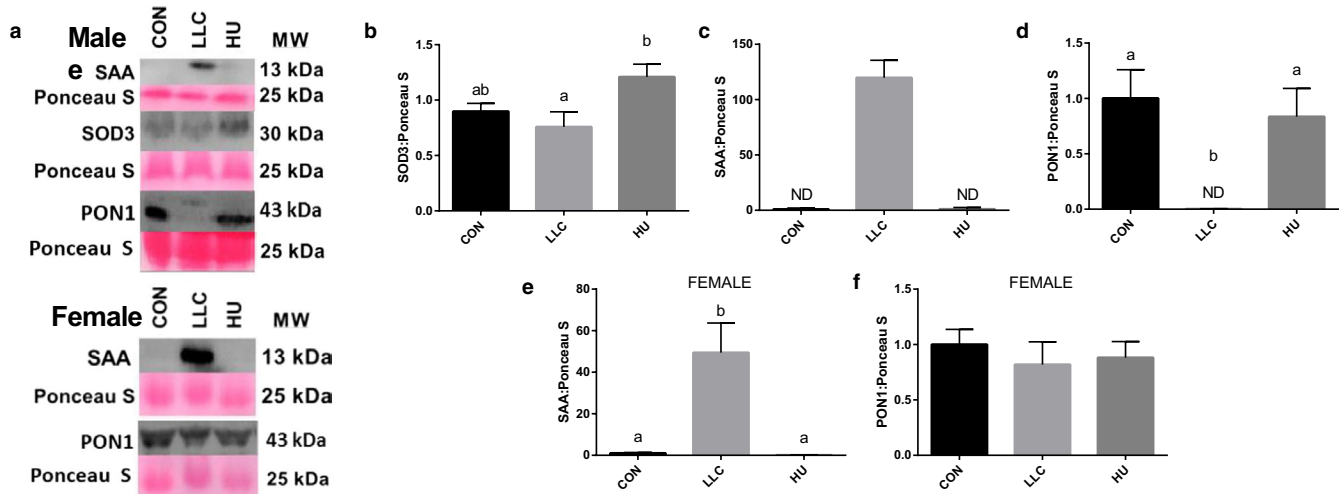 a
Male
e
CON LLC HU MW
SAA 13 kDa
Ponceau S 25 kDa
SOD3 30 kDa
Ponceau S 25 kDa
PON1 43 kDa
Ponceau S 25 kDa
Female CON LLC HU MW
SAA 13 kDa
Ponceau S 25 kDa
PON1 43 kDa
Ponceau S 25 kDa
b
SOD3:Ponceau S
1.5
1.0
0.5
0.0
ab a b
CON LLC HU
c
SAA:Ponceau S
150
100
50
0
ND ND
CON LLC HU
d
PON1:Ponceau S
1.5
1.0
0.5
0.0
a b a
ND
CON LLC HU
e
FEMALE
SAA:Ponceau S
80
60
40
20
0
a b a
CON LLC HU
f
FEMALE
PON1:Ponceau S
1.5
1.0
0.5
0.0
CON LLC HU